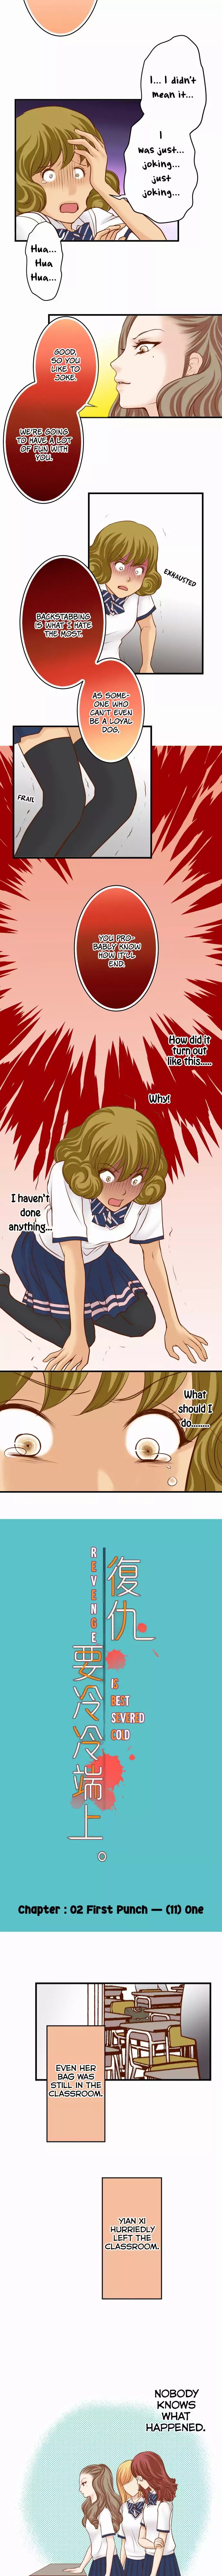 I... I didn't
mean it...
I
was just...
joking...
just
joking...
Hua...
Hua
Hua...
GOOD,
SO YOU
LIKE TO
JOKE.
WE'RE GOING
TO HAVE A LOT
OF FUN WITH
YOU.
EXHAUSTED
BACKSTABBING
IS WHAT I HATE
THE MOST.
AS SOME-
ONE WHO
CAN'T EVEN
BE A LOYAL
DOG,
FRAIL
YOU PRO-
BABLY KNOW
HOW IT'LL
END.
How did it
turn out
like this.....
Why!
I haven't
done
anything...
What
should I
do........
復仇
REVENGE
IS
BEST
SEVERED
COLD
要冷冷端上。
Chapter : 02 First Punch — (11) One
EVEN HER
BAG WAS
STILL IN THE
CLASSROOM.
YIAN XI
HURRIEDLY
LEFT THE
CLASSROOM.
NOBODY
KNOWS
WHAT
HAPPENED.